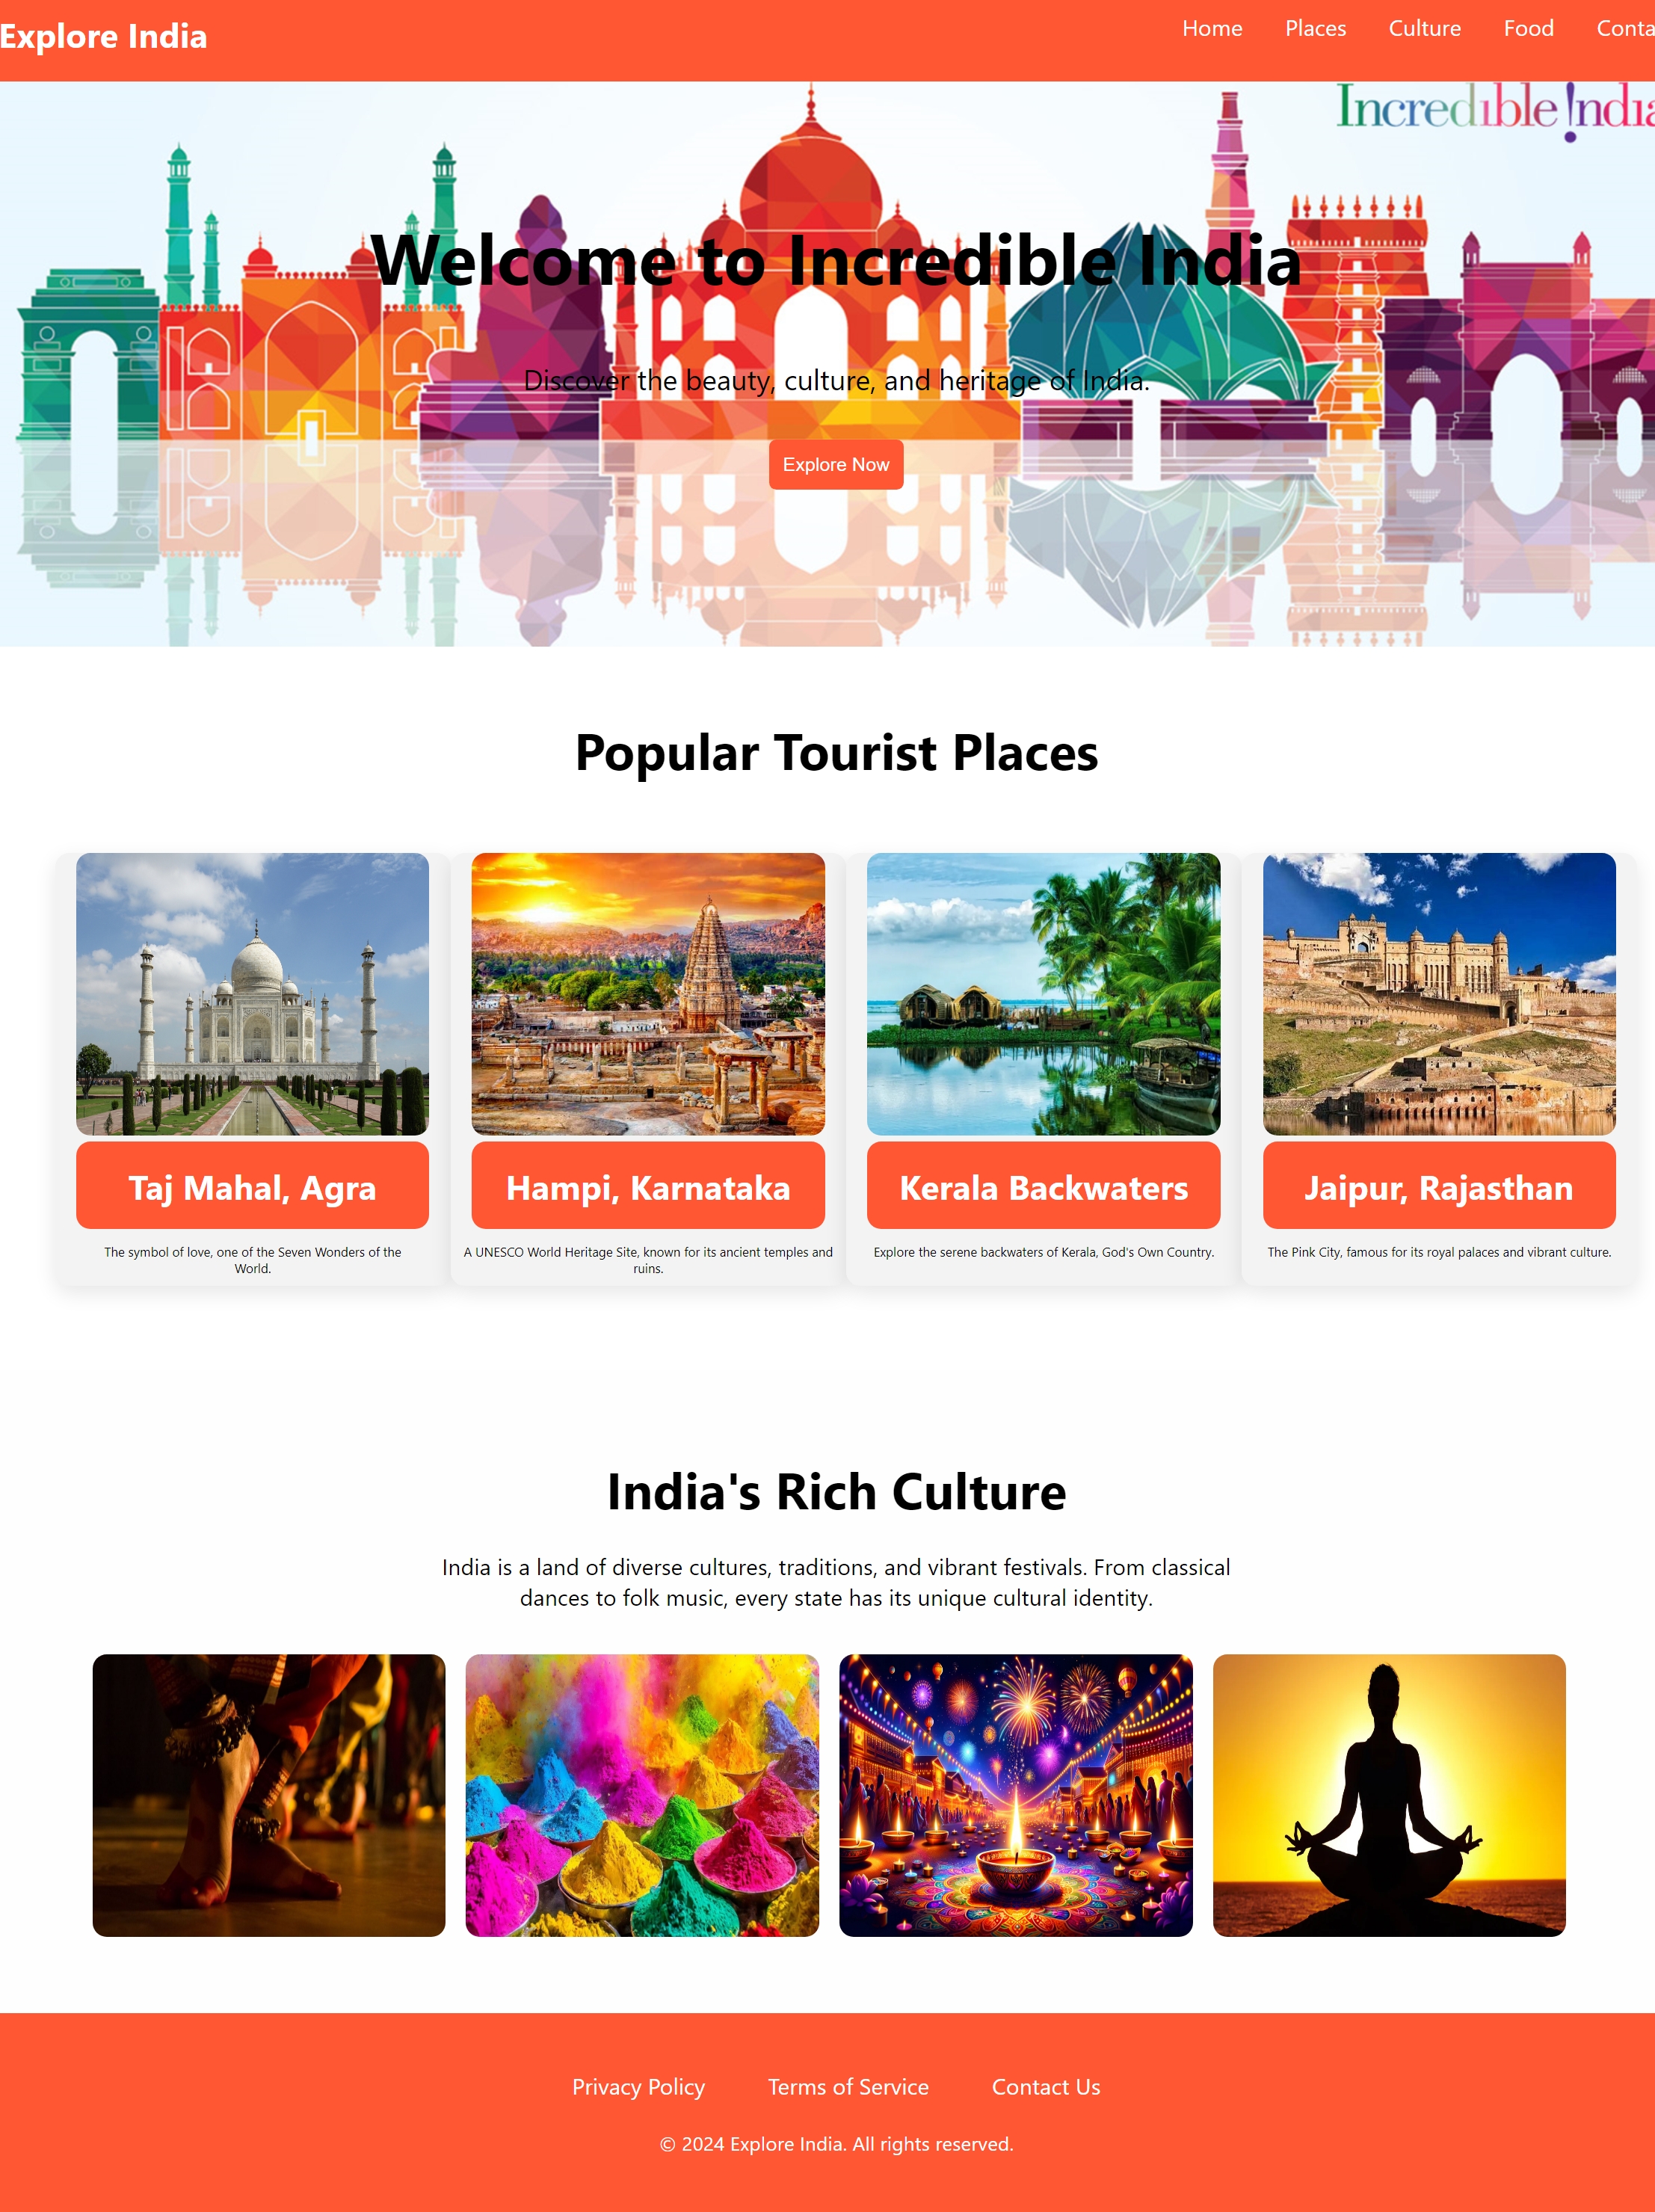 Explore India
Home Places Culture Food Conta
Incredible !ndia
Welcome to Incredible India
Discover the beauty, culture, and heritage of India.
Explore Now
Popular Tourist Places
Taj Mahal, Agra
The symbol of love, one of the Seven Wonders of the
World.
Hampi, Karnataka
A UNESCO World Heritage Site, known for its ancient temples and
ruins.
Kerala Backwaters
Explore the serene backwaters of Kerala, God's Own Country.
Jaipur, Rajasthan
The Pink City, famous for its royal palaces and vibrant culture.
India's Rich Culture
India is a land of diverse cultures, traditions, and vibrant festivals. From classical
dances to folk music, every state has its unique cultural identity.
Privacy Policy Terms of Service Contact Us
© 2024 Explore India. All rights reserved.